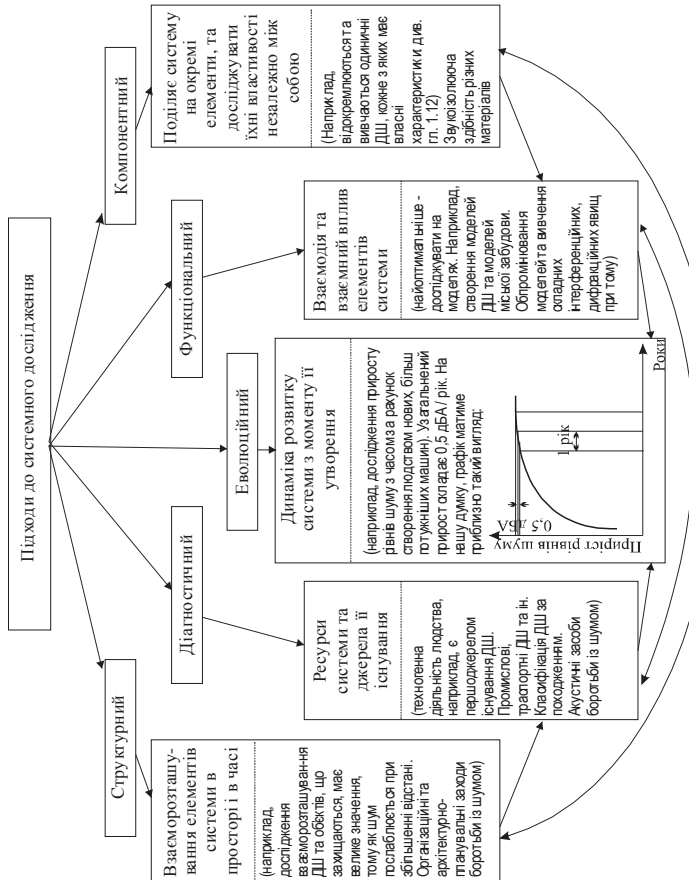 Підходи до системного дослідження
Структурний
Діагностичний
Еволюційний
Функціональний
Компонентний
Взаєморозташу-
вання елементів
системи в
просторі і в часі
(наприклад,
дослідження
взаєморозташування
ДШ та об'єктів, що
захищаються, має
велике значення,
тому як шум
послаблюється при
збільшенні відстані.
Організаційні та
архітектурно-
планувальні заходи
боротьби із шумом)
Ресурси
системи та
джерела її
існування
(техногенна
діяльність людства,
наприклад, є
першоджерелом
існування ДШ.
Промислові,
траспортні ДШ та ін.
Класифікація ДШ за
походженням.
Акустичні засоби
боротьби із шумом)
Динаміка розвитку
системи з моменту її
утворення
(наприклад, дослідження приросту
рівнів шуму з часом за рахунок
створення людством нових, більш
потужніших машин). Узагальнений
приріст складає 0,5 дБА / рік. На
нашу думку, графік матиме
приблизно такий вигляд:
Приріст рівнів шуму
0,5 дБА
1 рік
Роки
Взаємодія та
взаємний вплив
елементів
системи
(найоптимальніше -
досліджувати на
моделях. Наприклад,
створення моделей
ДШ та моделей
міської забудови.
Обпромінювання
моделей та вивчення
складних
інтерференційних,
дифракційних явищ
при тому)
Поділяє систему
на окремі
елементи, та
досліджувати
їхні властивості
незалежно між
собою
(Наприклад,
відокремлюються та
вивчаються одиничні
ДШ, кожне з яких має
власні
характеристики див.
гл. 1.12)
Звукоізолююча
здібність різних
матеріалів